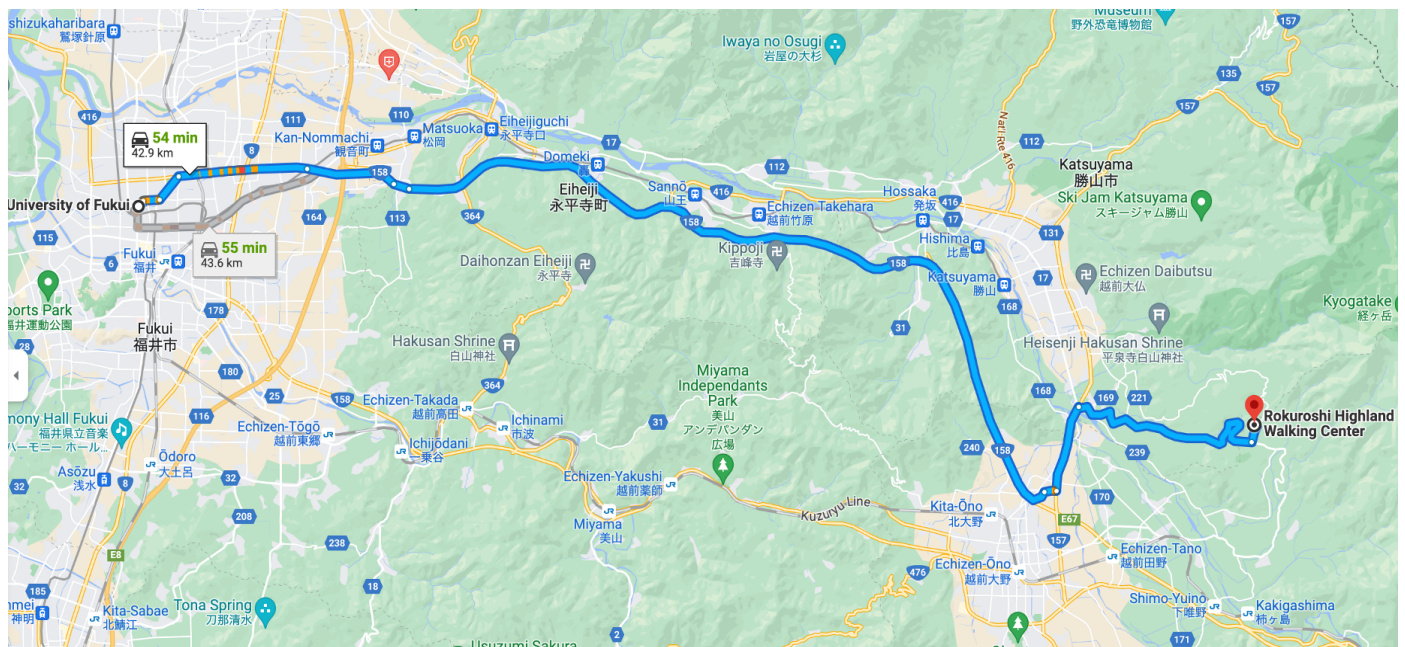 shizukaharibara
鷲塚針原
Museum
野外恐竜博物館
157
Iwaya no Osugi
岩屋の大杉
135
157
157
416
111
110
Matsuoka
松岡
Eiheijiguchi
永平寺口
17
Nat'l Rte 416
112
54 min
42.9 km
8
Kan-Nommachi
観音町
158
Domeki
轟
112
Katsuyama
勝山市
Sannō
山王
416
Hossaka
発坂
416
17
Ski Jam Katsuyama
スキージャム勝山
University of Fukui
164
113
364
Eiheiji
永平寺町
158
Echizen Takehara
越前竹原
131
115
55 min
43.6 km
Kippoji
吉峰寺
Hishima
比島
6
Fukui
福井
Daihonzan Eiheiji
永平寺
158
Katsuyama
勝山
17
Echizen Daibutsu
越前大仏
ports Park
福井運動公園
178
168
Kyogatake
経ヶ岳
Fukui
福井市
31
28
Hakusan Shrine
白山神社
Heisenji Hakusan Shrine
平泉寺白山神社
180
364
Miyama
Independants
Park
美山
アンデパンダン
広場
168
169
221
25
158
Echizen-Takada
越前高田
116
Rokuroshi Highland
Walking Center
mony Hall Fukui
福井県立音楽
ハーモニー ホール...
Echizen-Tōgō
越前東郷
Ichinami
市波
31
Ichijōdani
一乗谷
240
158
239
Ōdoro
大土呂
Asōzu
浅水
8
32
32
Echizen-Yakushi
越前薬師
170
208
Kuzuryu Line
Kita-Ōno
北大野
E67
Miyama
美山
157
238
E8
Echizen-Tano
越前田野
Echizen-Ōno
越前大野
476
185
18
nmei
神明
Kita-Sabae
北鯖江
Tona Spring
刀那清水
Shimo-Yuino
下唯野
Kakigashima
柿ヶ島
2
171
Usuzumi Sakura